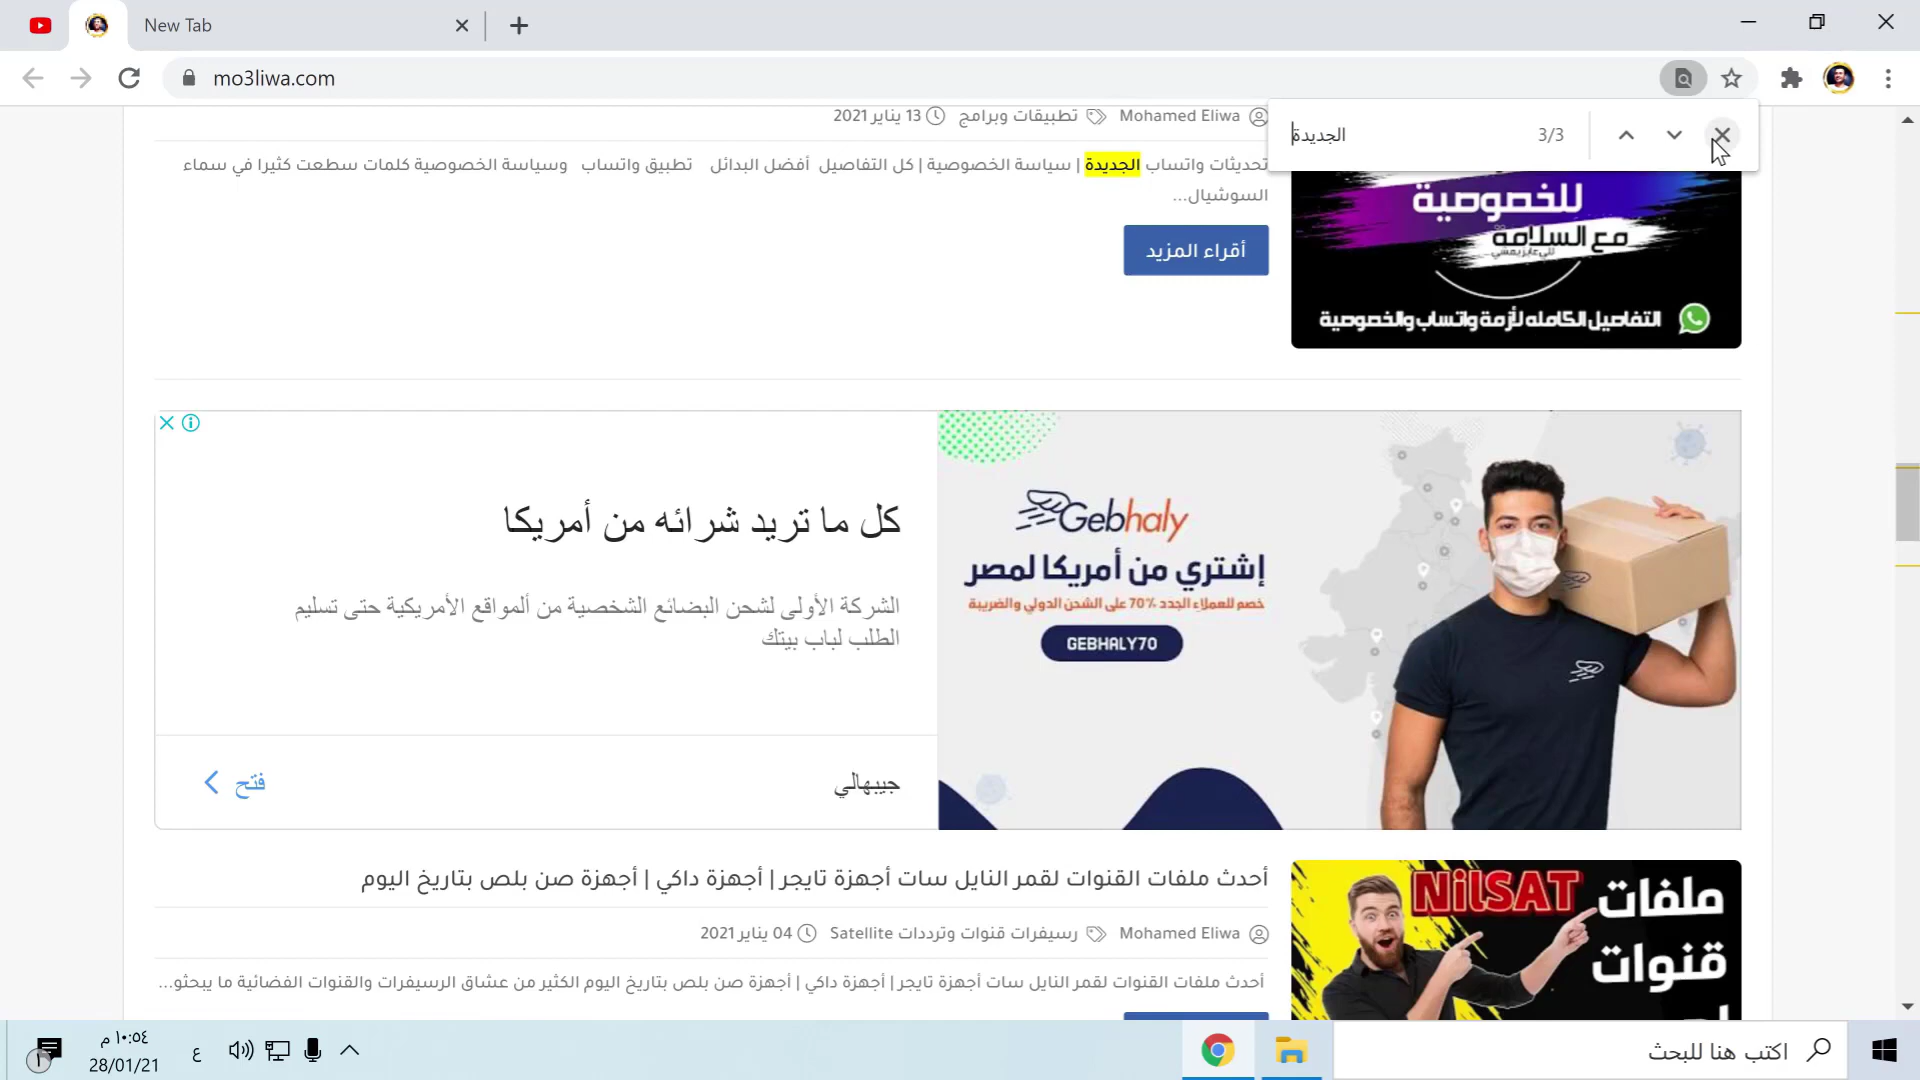 New Tab
mo3liwa.com
الجديدة
3/3
Mohamed Eliwa
تطبيقات وبرامج
13 يناير 2021
تحديثات واتساب الجديدة | سياسة الخصوصية | كل التفاصيل أفضل البدائل تطبيق واتساب وسياسة الخصوصية كلمات سطعت كثيرا في سماء
السوشيال...
أقراء المزيد
للخصوصية
مع السلامة
للي عايز يمشي..
التفاصيل الكامله لأزمة واتساب والخصوصية
كل ما تريد شرائه من أمريكا
الشركة الأولى لشحن البضائع الشخصية من ألمواقع الأمريكية حتى تسليم
الطلب لباب بيتك
جيبهالي
فتح
Gebhaly
إشتري من أمريكا لمصر
خصم للعملاء الجدد 70% على الشحن الدولي والضريبة
GEBHALY70
أحدث ملفات القنوات لقمر النايل سات أجهزة تايجر | أجهزة داكي | أجهزة صن بلص بتاريخ اليوم
Mohamed Eliwa
رسيفرات قنوات وترددات Satellite
04 يناير 2021
أحدث ملفات القنوات لقمر النايل سات أجهزة تايجر | أجهزة داكي | أجهزة صن بلص بتاريخ اليوم الكثير من عشاق الرسيفرات والقنوات الفضائية ما يبحثو...
ملفات NilSAT
قنوات
اكتب هنا للبحث
ع
١٠:٥٤ م
28/01/21
١